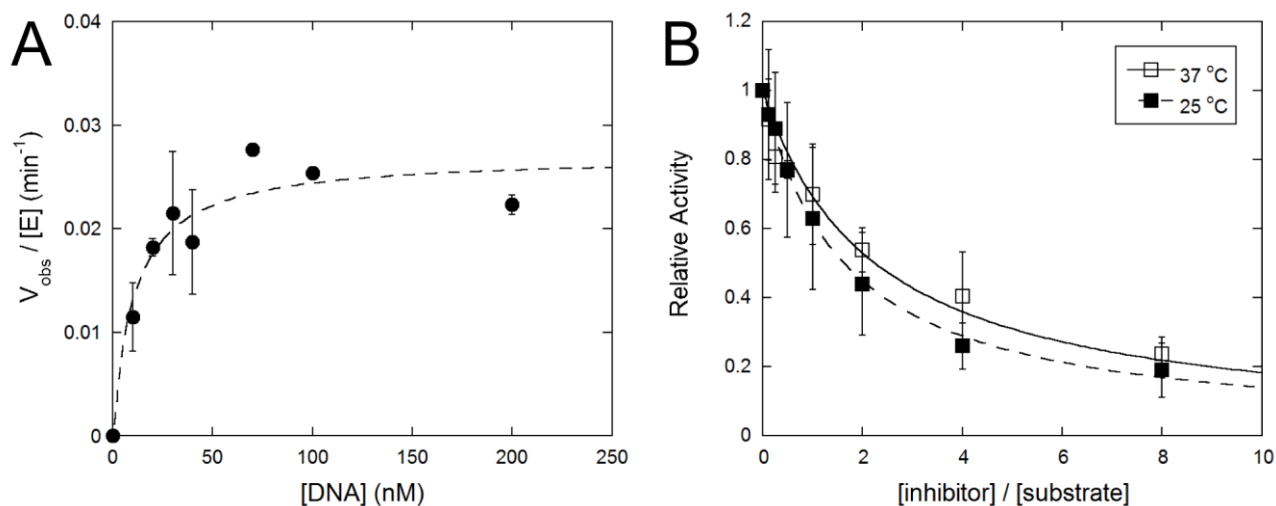 A
V_obs / [E] (min⁻¹)
0.04
0.03
0.02
0.01
0
0 50 100 150 200 250
[DNA] (nM)
B
Relative Activity
1.2
1
0.8
0.6
0.4
0.2
0
37 °C
25 °C
0 2 4 6 8 10
[inhibitor] / [substrate]